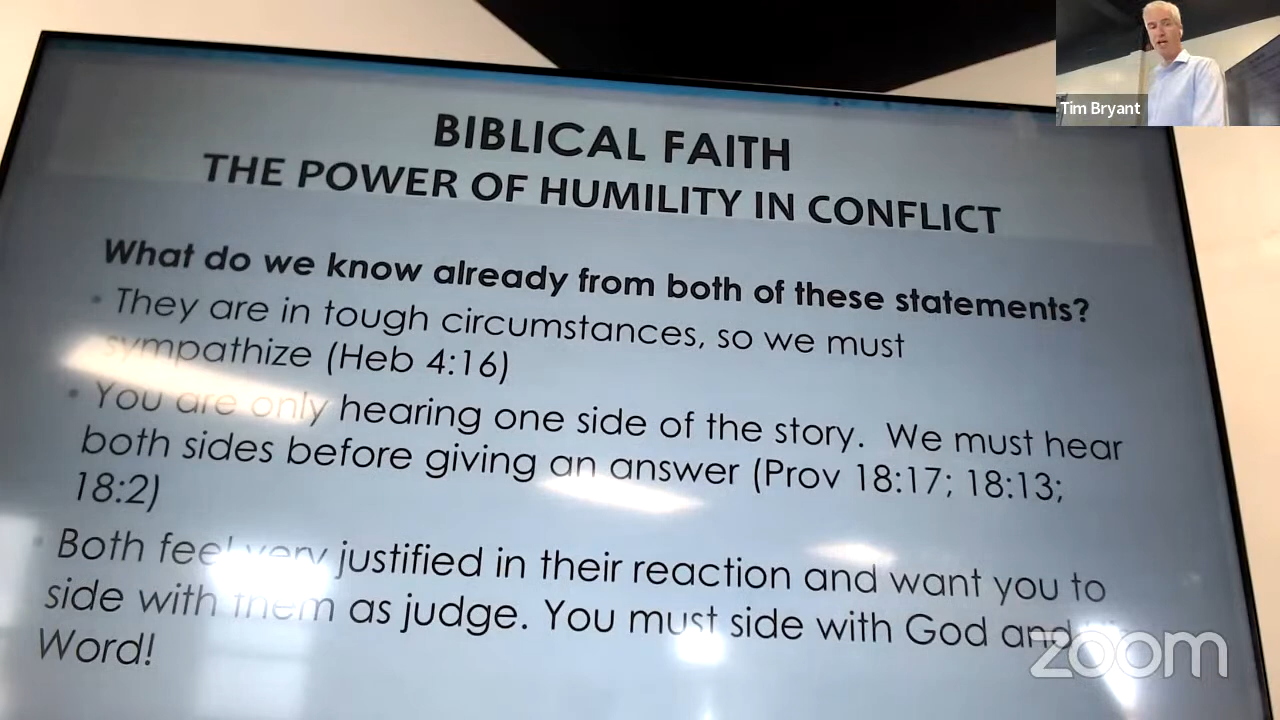 BIBLICAL FAITH
THE POWER OF HUMILITY IN CONFLICT
What do we know already from both of these statements?
• They are in tough circumstances, so we must
sympathize (Heb 4:16)
• You are only hearing one side of the story. We must hear
both sides before giving an answer (Prov 18:17; 18:13;
18:2)
• Both feel very justified in their reaction and want you to
side with them as judge. You must side with God and
Word!
Tim Bryant
zoom